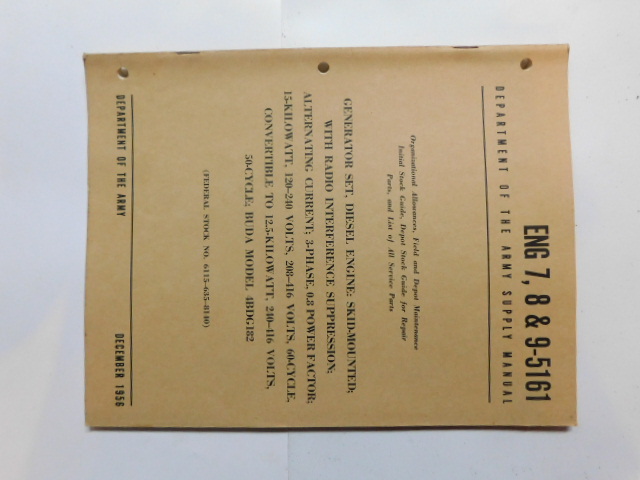 ENG 7, 8 & 9-5161
DEPARTMENT OF THE ARMY SUPPLY MANUAL
Organizational Allowances, Field and Depot Maintenance
Initial Stock Guide, Depot Stock Guide for Repair
Parts, and List of All Service Parts
GENERATOR SET, DIESEL ENGINE: SKID-MOUNTED;
WITH RADIO INTERFERENCE SUPPRESSION;
ALTERNATING CURRENT; 3-PHASE, 0.8 POWER FACTOR;
15-KILOWATT, 120-240 VOLTS, 208-416 VOLTS, 60-CYCLE,
CONVERTIBLE TO 12.5-KILOWATT, 240-416 VOLTS,
50-CYCLE BUDA MODEL 4BDG182
(FEDERAL STOCK NO. 6115-635-8140)
DEPARTMENT OF THE ARMY DECEMBER 1956